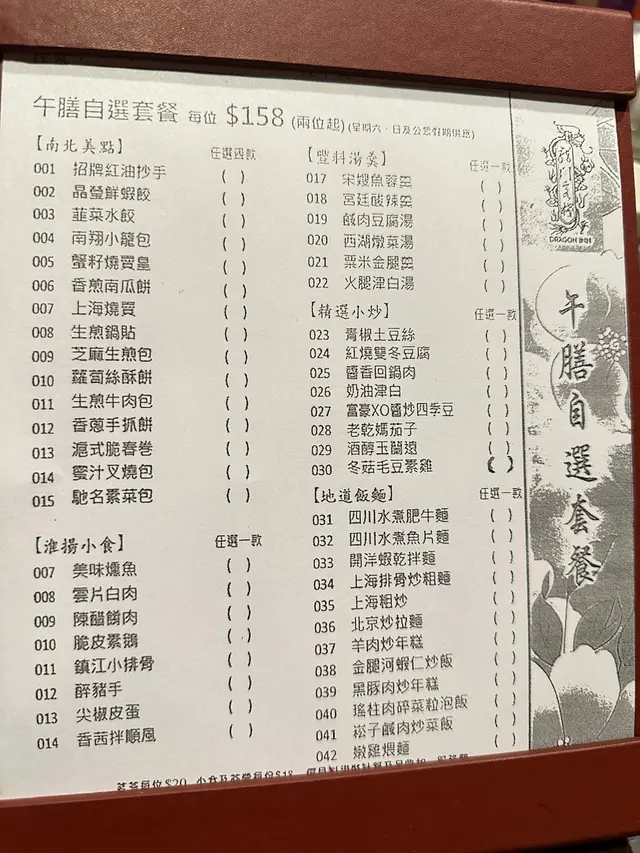 午膳自選套餐 每位 $158 (兩位起) (星期六、日及公眾假期供應)
【南北美點】 任選四款
001 招牌紅油抄手 ( )
002 晶瑩鮮蝦餃 ( )
003 韮菜水餃 ( )
004 南翔小籠包 ( )
005 蟹籽燒賣皇 ( )
006 香煎南瓜餅 ( )
007 上海燒賣 ( )
008 生煎鍋貼 ( )
009 芝麻生煎包 ( )
010 蘿蔔絲酥餅 ( )
011 生煎牛肉包 ( )
012 香蔥手抓餅 ( )
013 滬式脆春卷 ( )
014 蜜汁叉燒包 ( )
015 馳名素菜包 ( )
【淮揚小食】 任選一款
007 美味燻魚 ( )
008 雲片白肉 ( )
009 陳醋餚肉 ( )
010 脆皮素鵝 ( )
011 鎮江小排骨 ( )
012 醉豬手 ( )
013 尖椒皮蛋 ( )
014 香茜拌順風 ( )
【豐料湯羹】 任選一款
017 宋嫂魚蓉羹 ( )
018 宮廷酸辣羹 ( )
019 鹹肉豆腐湯 ( )
020 西湖燉菜湯 ( )
021 粟米金腿羹 ( )
022 火腿津白湯 ( )
【精選小炒】 任選一款
023 青椒土豆絲 ( )
024 紅燒雙冬豆腐 ( )
025 醬香回鍋肉 ( )
026 奶油津白 ( )
027 富豪XO醬炒四季豆 ( )
028 老乾媽茄子 ( )
029 酒醇玉蘭遠 ( )
030 冬菇毛豆素雞 ( )
【地道飯麵】 任選一款
031 四川水煮肥牛麵 ( )
032 四川水煮魚片麵 ( )
033 開洋蝦乾拌麵 ( )
034 上海排骨炒粗麵 ( )
035 上海粗炒 ( )
036 北京炒拉麵 ( )
037 羊肉炒年糕 ( )
038 金腿河蝦仁炒飯 ( )
039 黑豚肉炒年糕 ( )
040 瑤柱肉碎菜粒泡飯 ( )
041 崧子鹹肉炒菜飯 ( )
042 嫩雞煨麵 ( )
茗茶每位$20
DRAGON INN
午膳自選套餐